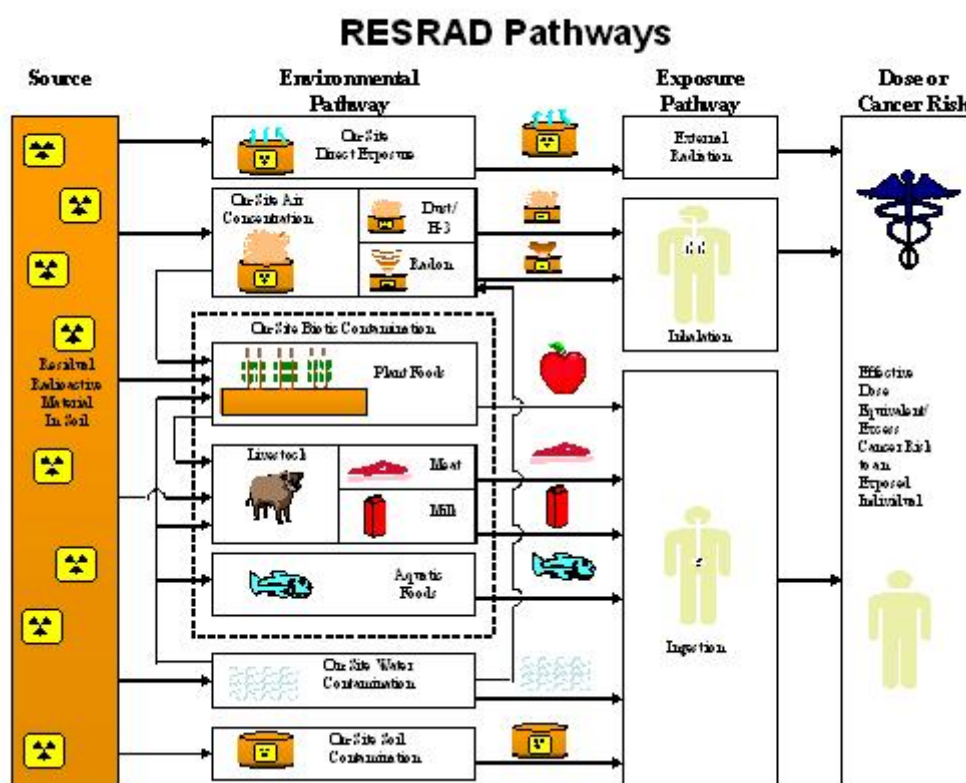 RESRAD Pathways
Source
Environmental
Pathway
Exposure
Pathway
Dose or
Cancer Risk
On-Site
Direct Exposure
External
Radiation
On-Site Air
Concentration
Dust/
H-3
Radon
Inhalation
On-Site Biotic Contamination
Plant Foods
Residual
Radioactive
Material
In Soil
Livestock
Meat
Milk
Aquatic
Foods
Effective
Dose
Equivalent/
Excess
Cancer Risk
to an
Exposed
Individual
Ingestion
On-Site Water
Contamination
On-Site Soil
Contamination